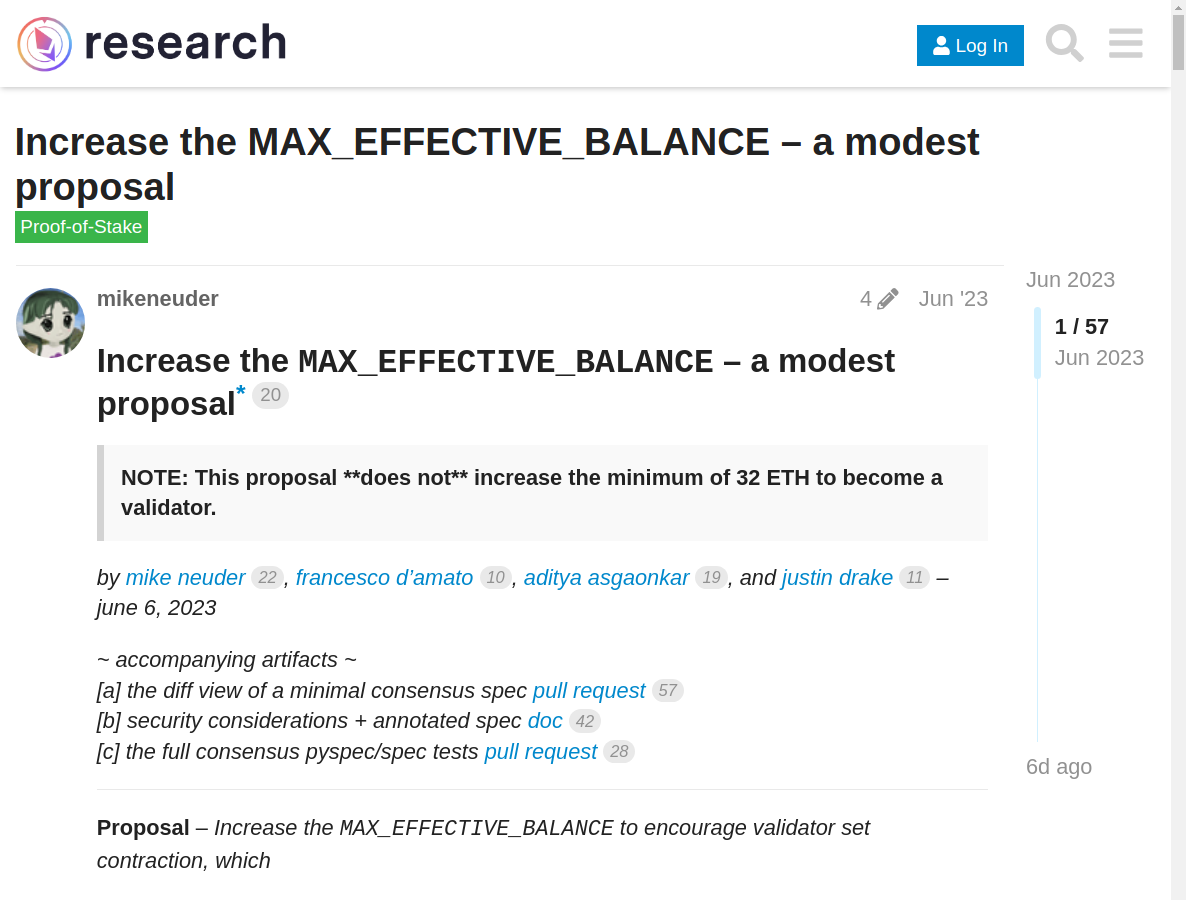 research
Log In
Increase the MAX_EFFECTIVE_BALANCE – a modest
proposal
Proof-of-Stake
mikeneuder
4
Jun '23
Increase the MAX_EFFECTIVE_BALANCE – a modest
proposal* 20
NOTE: This proposal **does not** increase the minimum of 32 ETH to become a
validator.
by mike neuder 22, francesco d’amato 10, aditya asgaonkar 19, and justin drake 11 –
june 6, 2023
~ accompanying artifacts ~
[a] the diff view of a minimal consensus spec pull request 57
[b] security considerations + annotated spec doc 42
[c] the full consensus pyspec/spec tests pull request 28
Proposal – Increase the MAX_EFFECTIVE_BALANCE to encourage validator set
contraction, which
Jun 2023
1 / 57
Jun 2023
6d ago